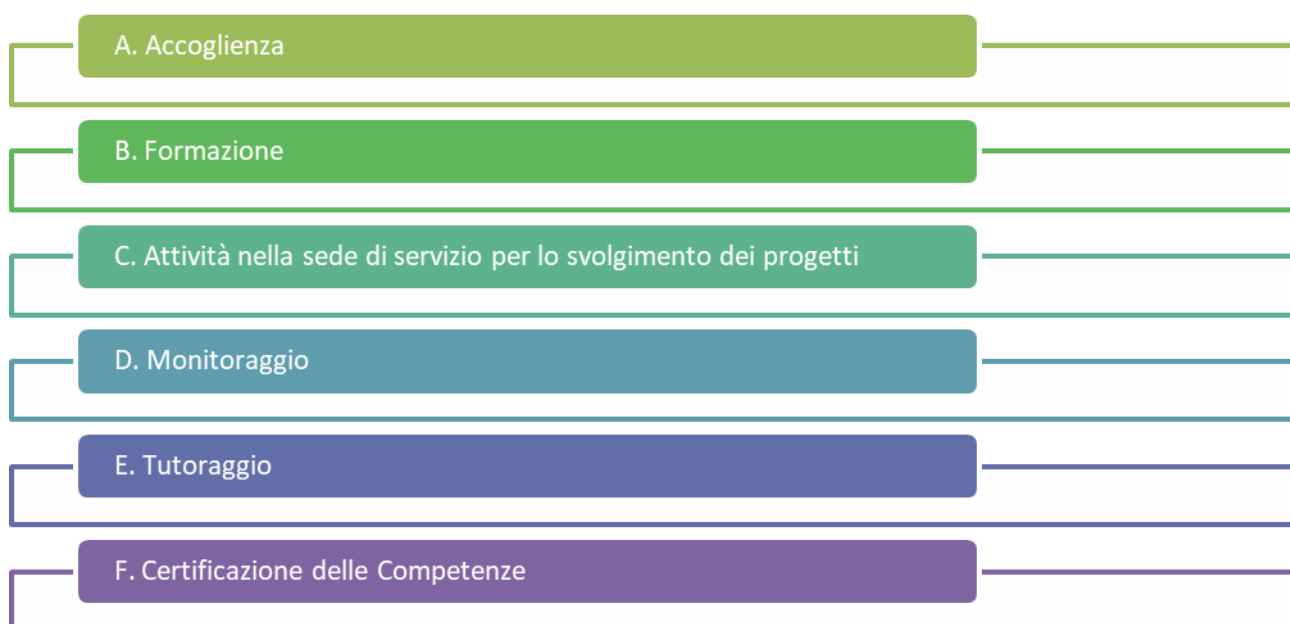 A. Accoglienza
B. Formazione
C. Attività nella sede di servizio per lo svolgimento dei progetti
D. Monitoraggio
E. Tutoraggio
F. Certificazione delle Competenze